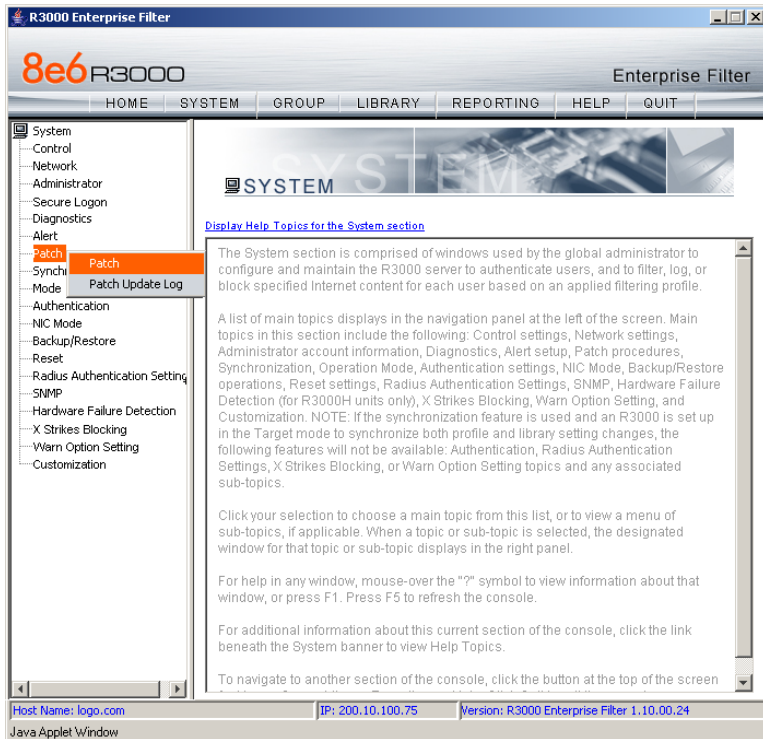 R3000 Enterprise Filter
8e6 R3000
Enterprise Filter
HOME SYSTEM GROUP LIBRARY REPORTING HELP QUIT
System
Control
Network
Administrator
Secure Logon
Diagnostics
Alert
Patch
Patch
Patch Update Log
Mode
Authentication
NIC Mode
Backup/Restore
Reset
Radius Authentication Setting
SNMP
Hardware Failure Detection
X Strikes Blocking
Warn Option Setting
Customization
SYSTEM
SYSTEM
Display Help Topics for the System section
The System section is comprised of windows used by the global administrator to
configure and maintain the R3000 server to authenticate users, and to filter, log, or
block specified Internet content for each user based on an applied filtering profile.
A list of main topics displays in the navigation panel at the left of the screen. Main
topics in this section include the following: Control settings, Network settings,
Administrator account information, Diagnostics, Alert setup, Patch procedures,
Synchronization, Operation Mode, Authentication settings, NIC Mode, Backup/Restore
operations, Reset settings, Radius Authentication Settings, SNMP, Hardware Failure
Detection (for R3000H units only), X Strikes Blocking, Warn Option Setting, and
Customization. NOTE: If the synchronization feature is used and an R3000 is set up
in the Target mode to synchronize both profile and library setting changes, the
following features will not be available: Authentication, Radius Authentication
Settings, X Strikes Blocking, or Warn Option Setting topics and any associated
sub-topics.
Click your selection to choose a main topic from this list, or to view a menu of
sub-topics, if applicable. When a topic or sub-topic is selected, the designated
window for that topic or sub-topic displays in the right panel.
For help in any window, mouse-over the "?" symbol to view information about that
window, or press F1. Press F5 to refresh the console.
For additional information about this current section of the console, click the link
beneath the System banner to view Help Topics.
To navigate to another section of the console, click the button at the top of the screen
Host Name: logo.com
IP: 200.10.100.75
Version: R3000 Enterprise Filter 1.10.00.24
Java Applet Window